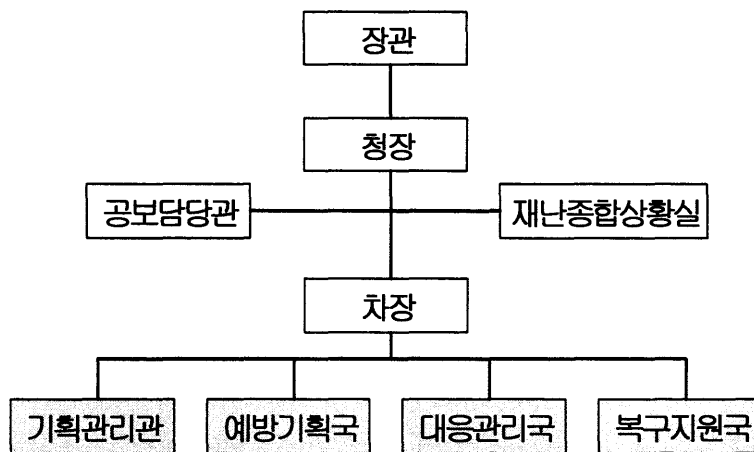 장관
청장
공보담당관
재난종합상황실
차장
기획관리관
예방기획국
대응관리국
복구지원국